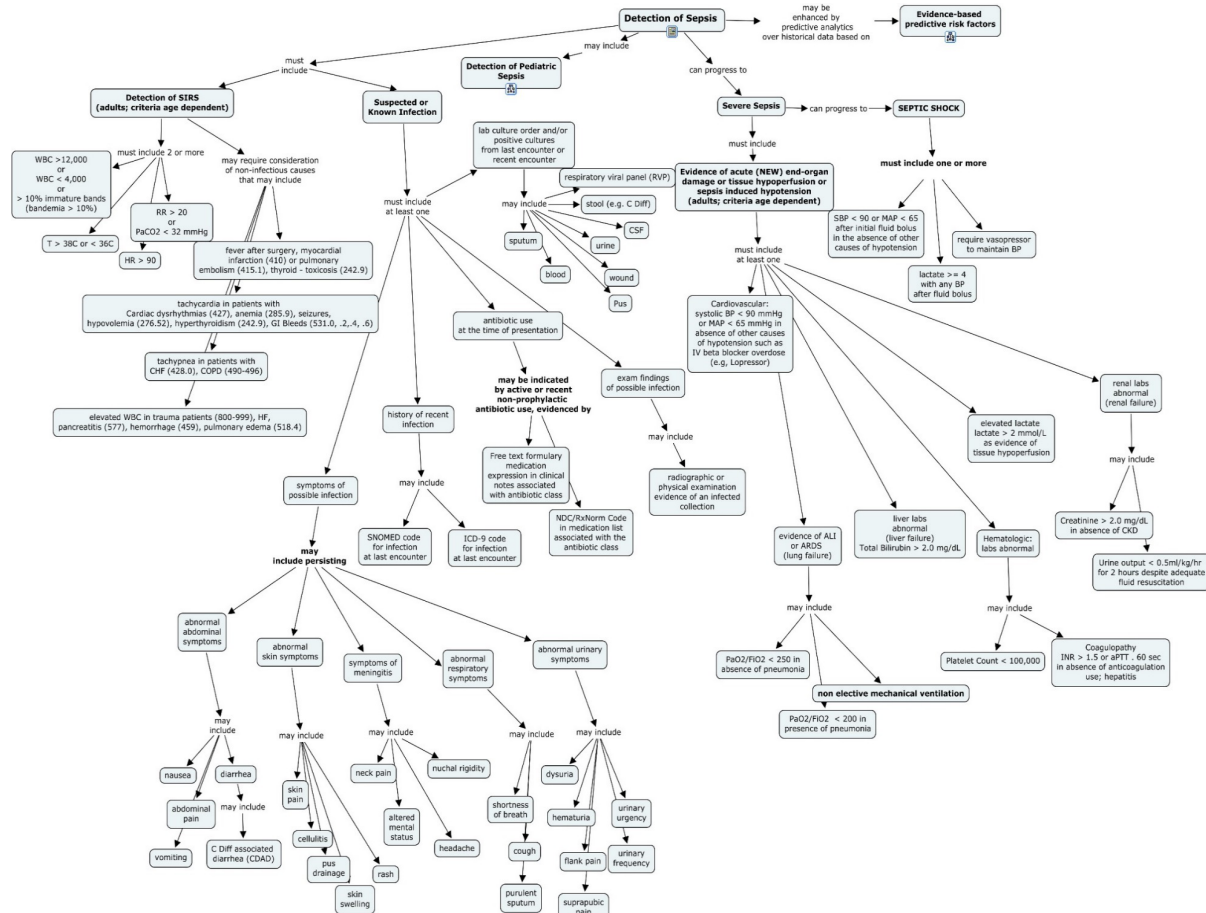 Detection of Sepsis
may be
enhanced by
predictive analytics
over historical data based on
Evidence-based
predictive risk factors
must
include
may include
Detection of Pediatric
Sepsis
can progress to
Detection of SIRS
(adults; criteria age dependent)
Suspected or
Known Infection
Severe Sepsis
can progress to
SEPTIC SHOCK
must include 2 or more
may require consideration
of non-infectious causes
that may include
WBC >12,000
or
WBC < 4,000
or
> 10% immature bands
(bandemia > 10%)
RR > 20
or
PaCO2 < 32 mmHg
T > 38C or < 36C
HR > 90
fever after surgery, myocardial
infarction (410) or pulmonary
embolism (415.1), thyroid - toxicosis (242.9)
tachycardia in patients with
Cardiac dysrhythmias (427), anemia (285.9), seizures,
hypovolemia (276.52), hyperthyroidism (242.9), GI Bleeds (531.0, .2,.4, .6)
tachypnea in patients with
CHF (428.0), COPD (490-496)
elevated WBC in trauma patients (800-999), HF,
pancreatitis (577), hemorrhage (459), pulmonary edema (518.4)
must include
at least one
lab culture order and/or
positive cultures
from last encounter or
recent encounter
may include
respiratory viral panel (RVP)
stool (e.g. C Diff)
CSF
urine
sputum
blood
wound
Pus
antibiotic use
at the time of presentation
may be indicated
by active or recent
non-prophylactic
antibiotic use, evidenced by
Free text formulary
medication
expression in clinical
notes associated
with antibiotic class
NDC/RxNorm Code
in medication list
associated with the
antibiotic class
exam findings
of possible infection
may include
radiographic or
physical examination
evidence of an infected
collection
history of recent
infection
may include
SNOMED code
for infection
at last encounter
ICD-9 code
for infection
at last encounter
symptoms of
possible infection
may
include persisting
abnormal
abdominal
symptoms
may
include
nausea
diarrhea
abdominal
pain
vomiting
may include
C Diff associated
diarrhea (CDAD)
abnormal
skin symptoms
may include
skin
pain
cellulitis
pus
drainage
skin
swelling
rash
symptoms of
meningitis
may include
neck pain
nuchal rigidity
altered
mental
status
headache
abnormal
respiratory
symptoms
may include
shortness
of breath
cough
purulent
sputum
abnormal urinary
symptoms
may include
dysuria
hematuria
flank pain
suprapubic
pain
urinary
urgency
urinary
frequency
must include
Evidence of acute (NEW) end-organ
damage or tissue hypoperfusion or
sepsis induced hypotension
(adults; criteria age dependent)
must include one or more
SBP < 90 or MAP < 65
after initial fluid bolus
in the absence of other
causes of hypotension
lactate >= 4
with any BP
after fluid bolus
require vasopressor
to maintain BP
must include
at least one
Cardiovascular:
systolic BP < 90 mmHg
or MAP < 65 mmHg in
absence of other causes
of hypotension such as
IV beta blocker overdose
(e.g, Lopressor)
evidence of ALI
or ARDS
(lung failure)
may include
PaO2/FiO2 < 250 in
absence of pneumonia
PaO2/FiO2 < 200 in
presence of pneumonia
non elective mechanical ventilation
liver labs
abnormal
(liver failure)
Total Bilirubin > 2.0 mg/dL
Hematologic:
labs abnormal
may include
Platelet Count < 100,000
Coagulopathy
INR > 1.5 or aPTT . 60 sec
in absence of anticoagulation
use; hepatitis
elevated lactate
lactate > 2 mmol/L
as evidence of
tissue hypoperfusion
renal labs
abnormal
(renal failure)
may include
Creatinine > 2.0 mg/dL
in absence of CKD
Urine output < 0.5ml/kg/hr
for 2 hours despite adequate
fluid resuscitation